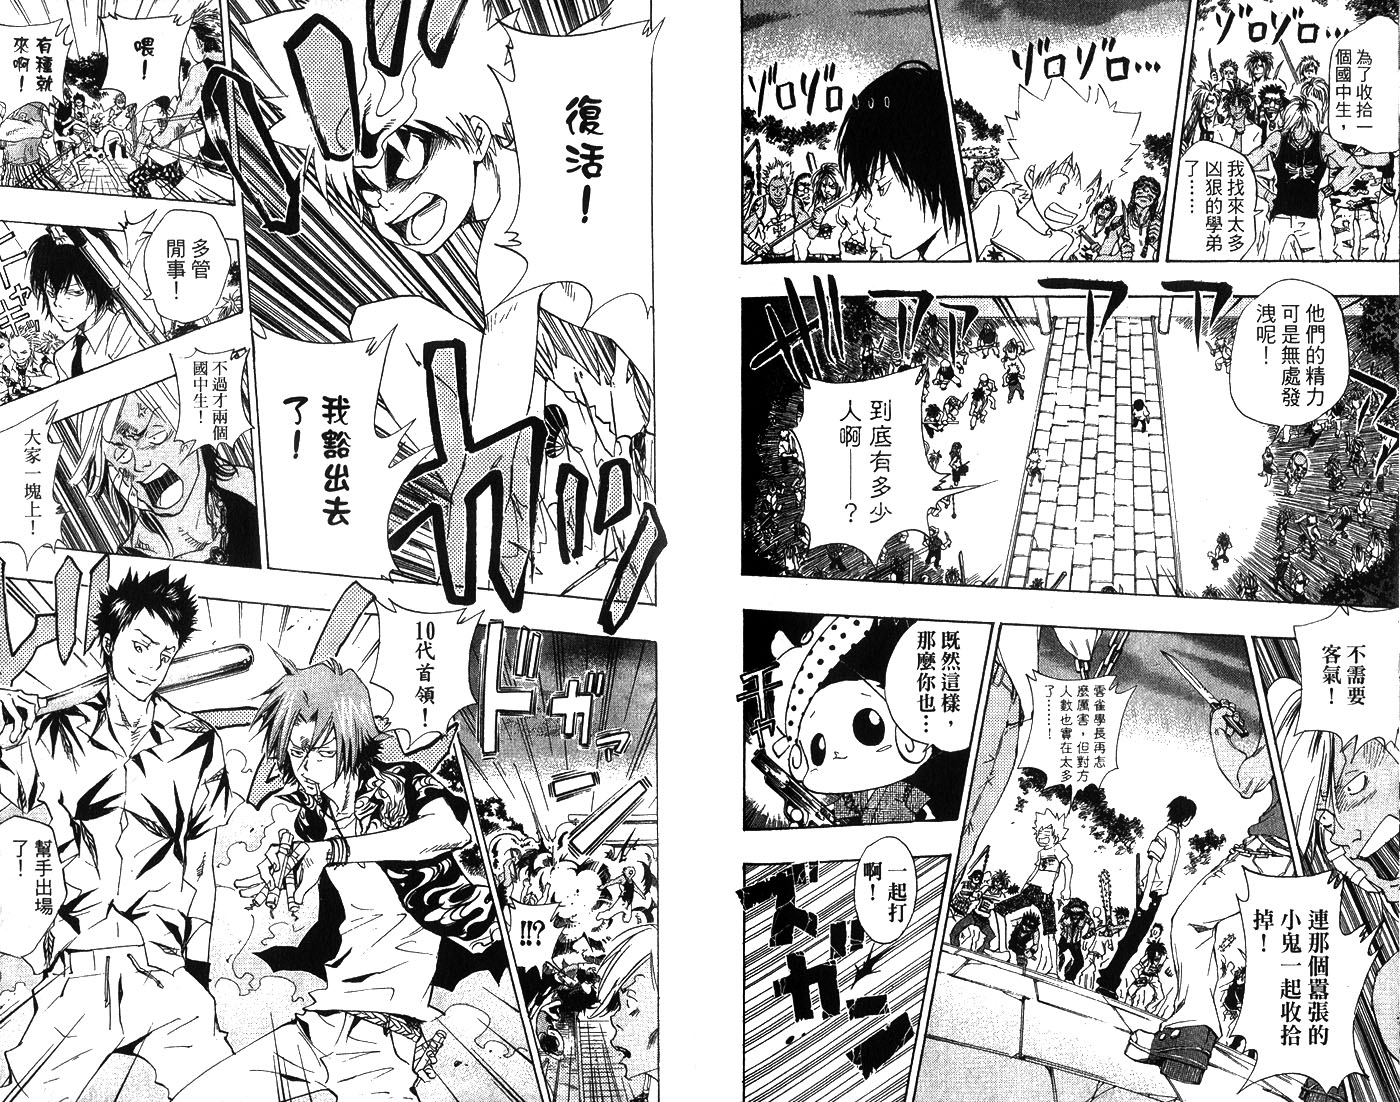 為了收拾一
個國中生，
我找來太多
凶狠的學弟
了……
ゾロゾロ…
ゾロゾロ…
ゾロゾロ
他們的精力
可是無處發
洩呢！
到底有多少
人啊——？
不需要
客氣！
連那個囂張的
小鬼一起收拾
掉！
雲雀學長再怎
麼厲害，但對方
人數也實在太多
了……！
既然這樣，
那麼你也…
一起打
啊！
ズガン
復活！
我豁出去
了！
喂！
有種就
來啊！
多管
閒事！
不過才兩個
國中生！
大家一塊上！
ドガァ
!!?
10代首領！
幫手出場
了！